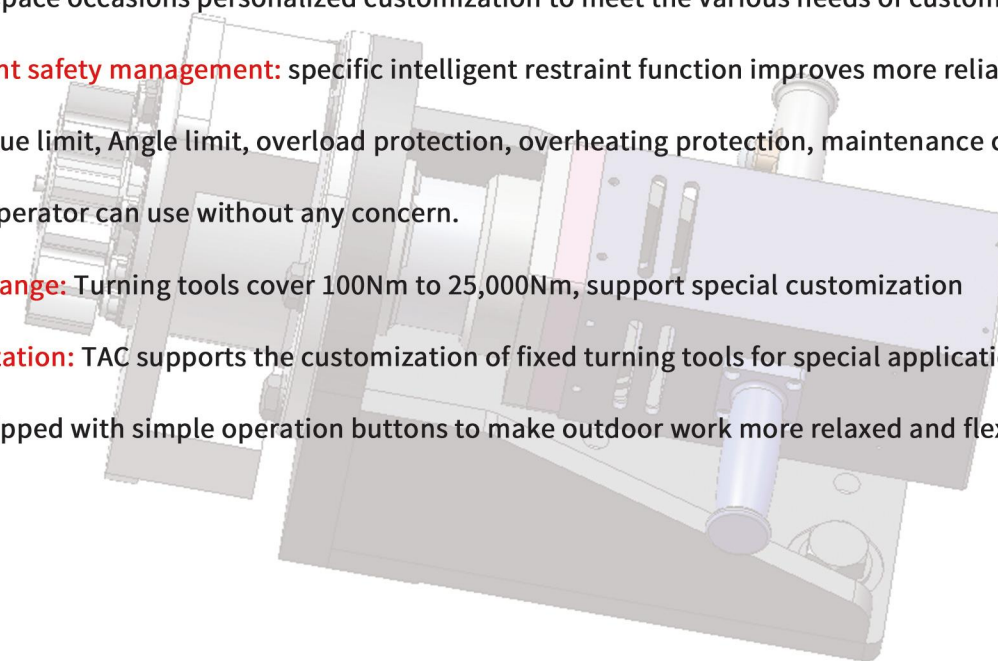 pace occasions personalized customization to meet the various needs of custom
nt safety management: specific intelligent restraint function improves more relia
ue limit, Angle limit, overload protection, overheating protection, maintenance
perator can use without any concern.
ange: Turning tools cover 100Nm to 25,000Nm, support special customization
ation: TAC supports the customization of fixed turning tools for special applicati
pped with simple operation buttons to make outdoor work more relaxed and flex